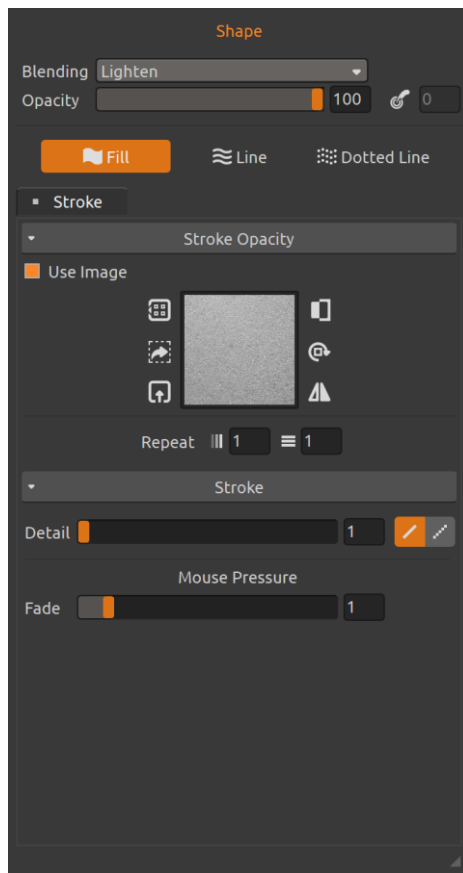 Shape
Blending Lighten
Opacity 100 0
Fill Line Dotted Line
Stroke
Stroke Opacity
Use Image
Repeat 1 1
Stroke
Detail 1
Mouse Pressure
Fade 1